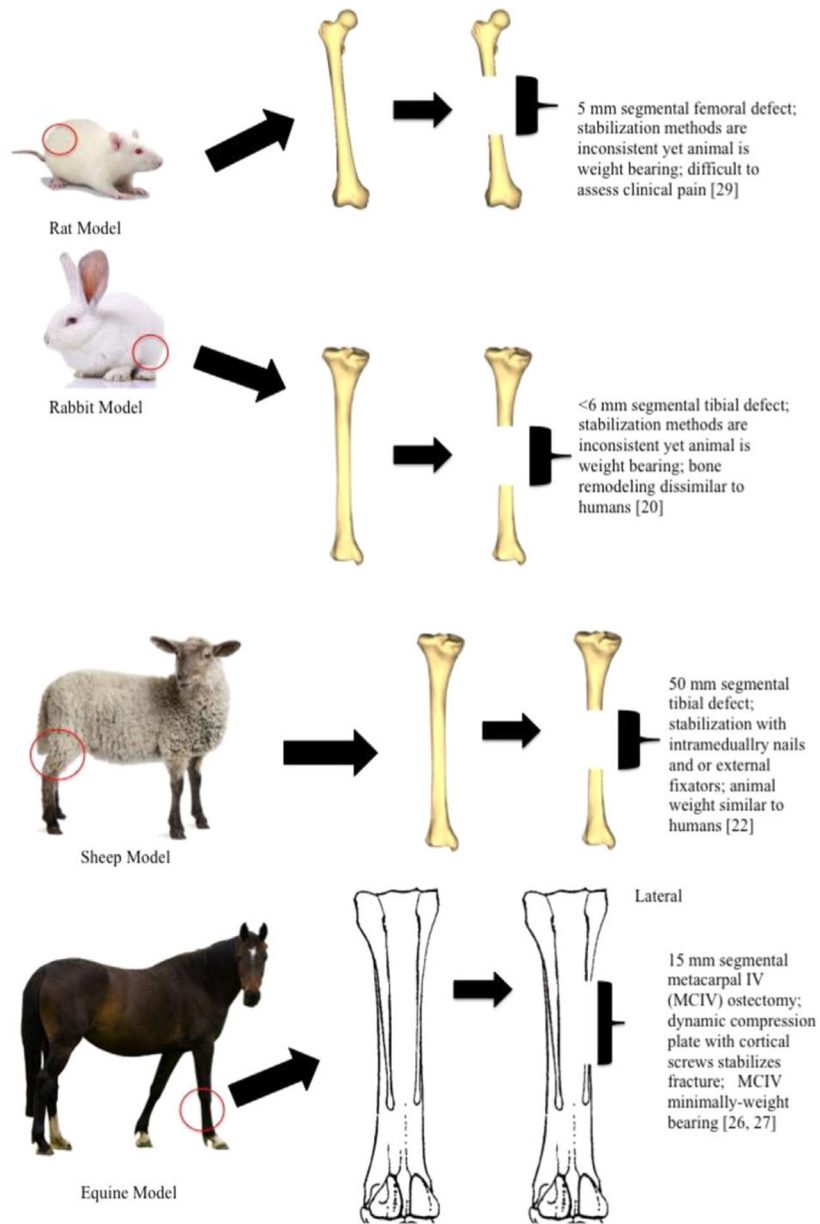 5 mm segmental femoral defect;
stabilization methods are
inconsistent yet animal is
weight bearing; difficult to
assess clinical pain [29]
Rat Model
Rabbit Model
<6 mm segmental tibial defect;
stabilization methods are
inconsistent yet animal is
weight bearing; bone
remodeling dissimilar to
humans [20]
50 mm segmental
tibial defect;
stabilization with
intrameduallry nails
and or external
fixators; animal
weight similar to
humans [22]
Sheep Model
Lateral
15 mm segmental
metacarpal IV
(MCIV) ostectomy;
dynamic compression
plate with cortical
screws stabilizes
fracture; MCIV
minimally-weight
bearing [26, 27]
Equine Model